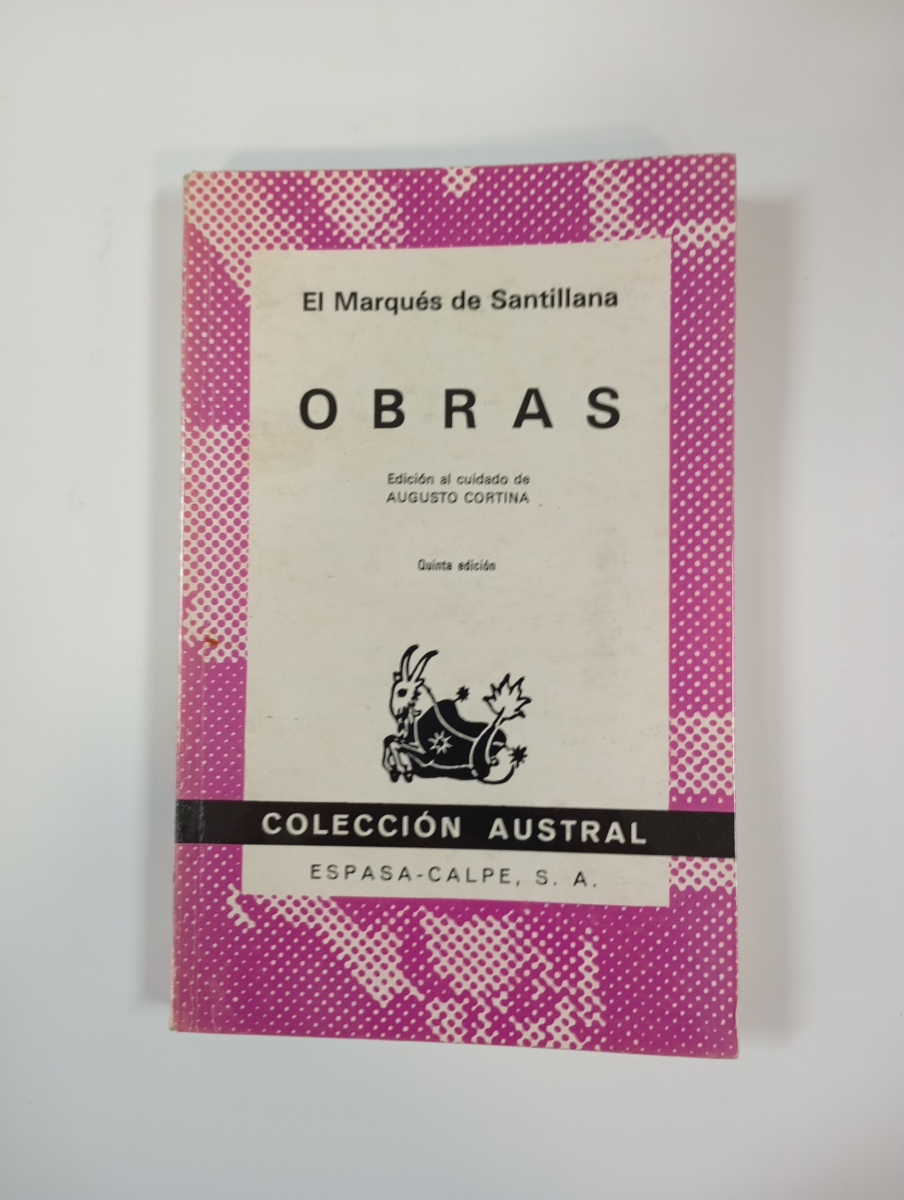 El Marqués de Santillana
OBRAS
Edición al cuidado de
AUGUSTO CORTINA
Quinta edición
COLECCIÓN AUSTRAL
ESPASA-CALPE, S. A.